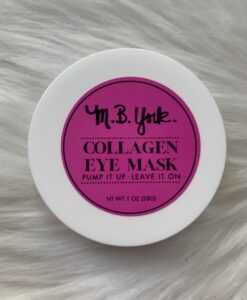 M.B. York.
COLLAGEN
EYE MASK
PUMP IT UP · LEAVE IT ON
NT WT 1 OZ (28G)